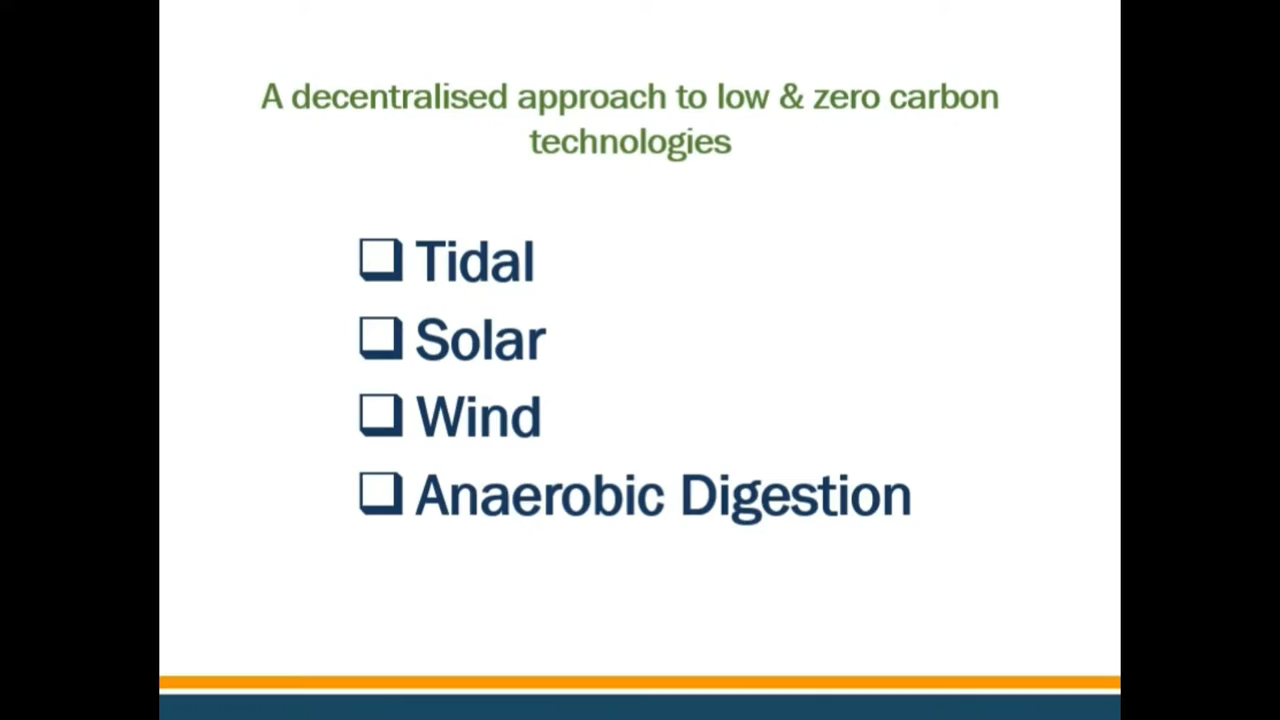 A decentralised approach to low & zero carbon
technologies
Tidal
Solar
Wind
Anaerobic Digestion